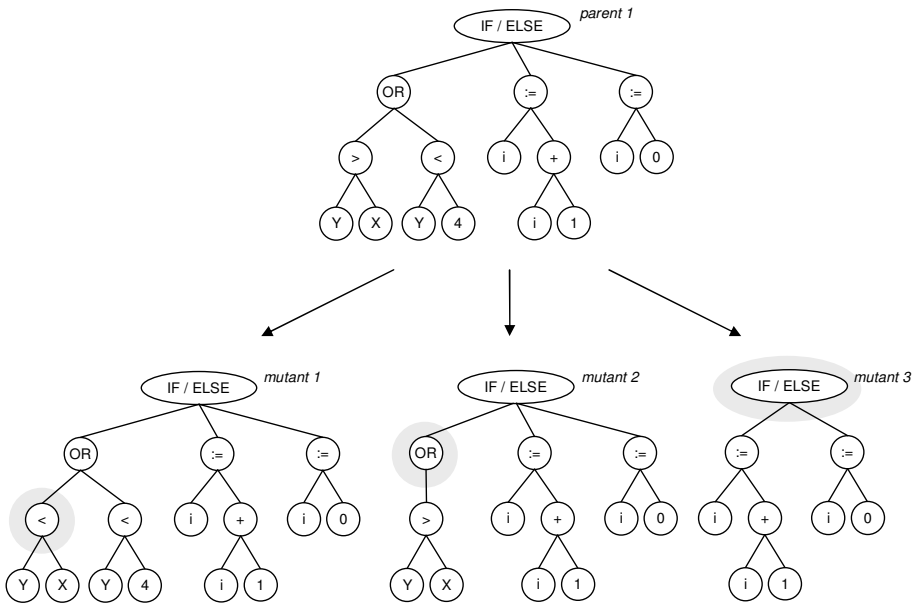 IF / ELSE parent 1
OR := :=
> < i + i 0
Y X Y 4 i 1
IF / ELSE mutant 1 IF / ELSE mutant 2 IF / ELSE mutant 3
OR := := OR := := := :=
< < i + i 0 > i + i 0 i + i 0
Y X Y 4 i 1 Y X i 1 i 1